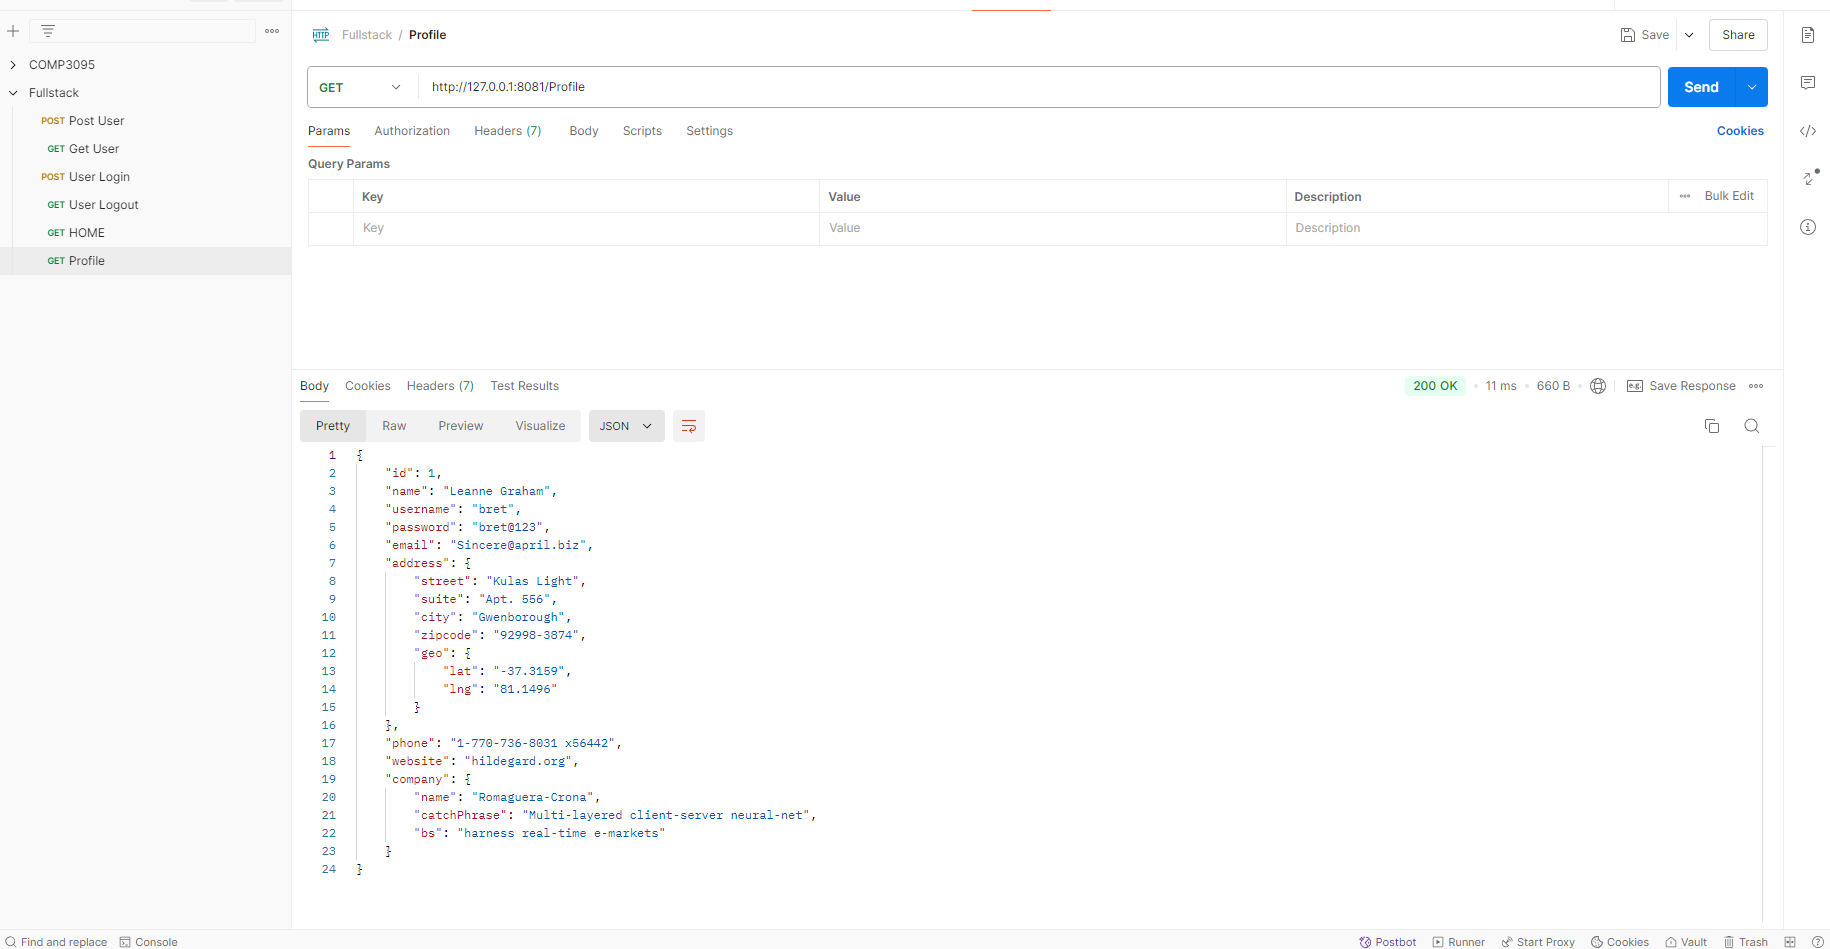 COMP3095
Fullstack
POST Post User
GET Get User
POST User Login
GET User Logout
GET HOME
GET Profile
HTTP Fullstack / Profile
Save
Share
GET http://127.0.0.1:8081/Profile
Send
Params Authorization Headers (7) Body Scripts Settings
Cookies
Query Params
Key Value Description Bulk Edit
Key Value Description
Body Cookies Headers (7) Test Results
200 OK 11 ms 660 B e.g. Save Response
Pretty Raw Preview Visualize JSON
1 {
2 "id": 1,
3 "name": "Leanne Graham",
4 "username": "bret",
5 "password": "bret@123",
6 "email": "Sincere@april.biz",
7 "address": {
8 "street": "Kulas Light",
9 "suite": "Apt. 556",
10 "city": "Gwenborough",
11 "zipcode": "92998-3874",
12 "geo": {
13 "lat": "-37.3159",
14 "lng": "81.1496"
15 }
16 },
17 "phone": "1-770-736-8031 x56442",
18 "website": "hildegard.org",
19 "company": {
20 "name": "Romaguera-Crona",
21 "catchPhrase": "Multi-layered client-server neural-net",
22 "bs": "harness real-time e-markets"
23 }
24 }
Find and replace Console
Postbot Runner Start Proxy Cookies Vault Trash